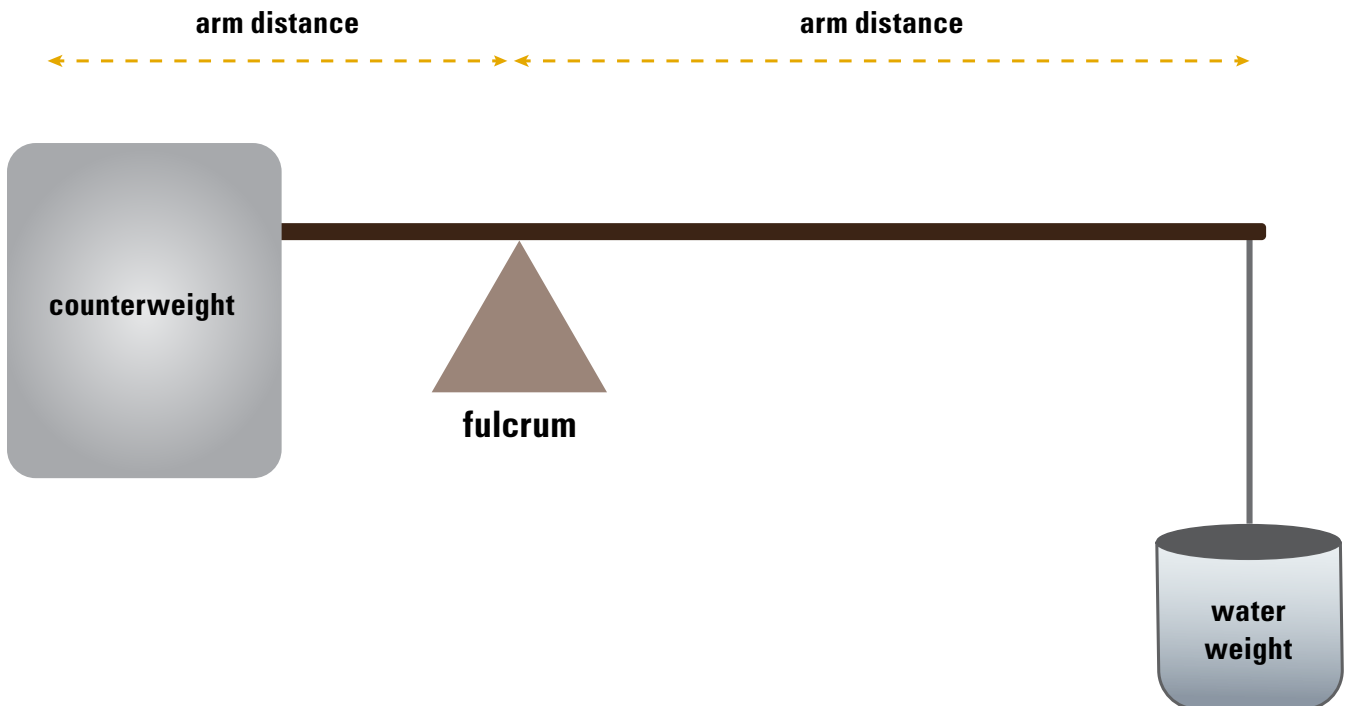 arm distance
arm distance
counterweight
fulcrum
water
weight